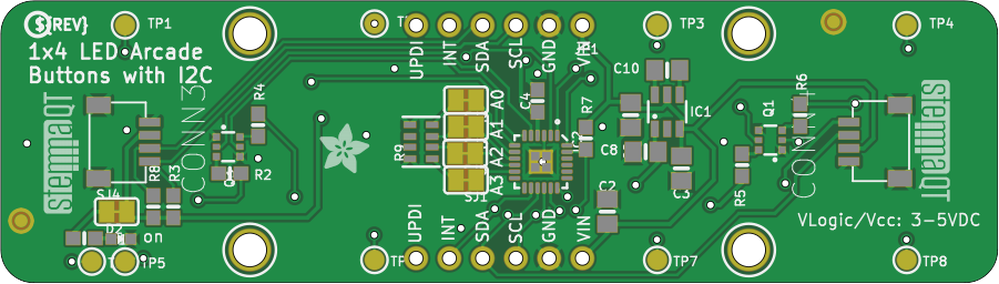 $(REV}
1x4 LED Arcade
Buttons with I2C
TP1
TP3
TP4
UPDI
INT
SDA
SCL
GND
VIN
STEMMAQT
CONN3
R4
R2
R8
R3
SJ4
D2
on
TP5
R9
A0
A1
A2
A3
SJ1
C4
R7
C10
IC1
C8
C3
C2
Q1
R6
R5
STEMMAQT
UPDI
INT
SDA
SCL
GND
VIN
TP7
TP8
VLogic/Vcc: 3-5VDC